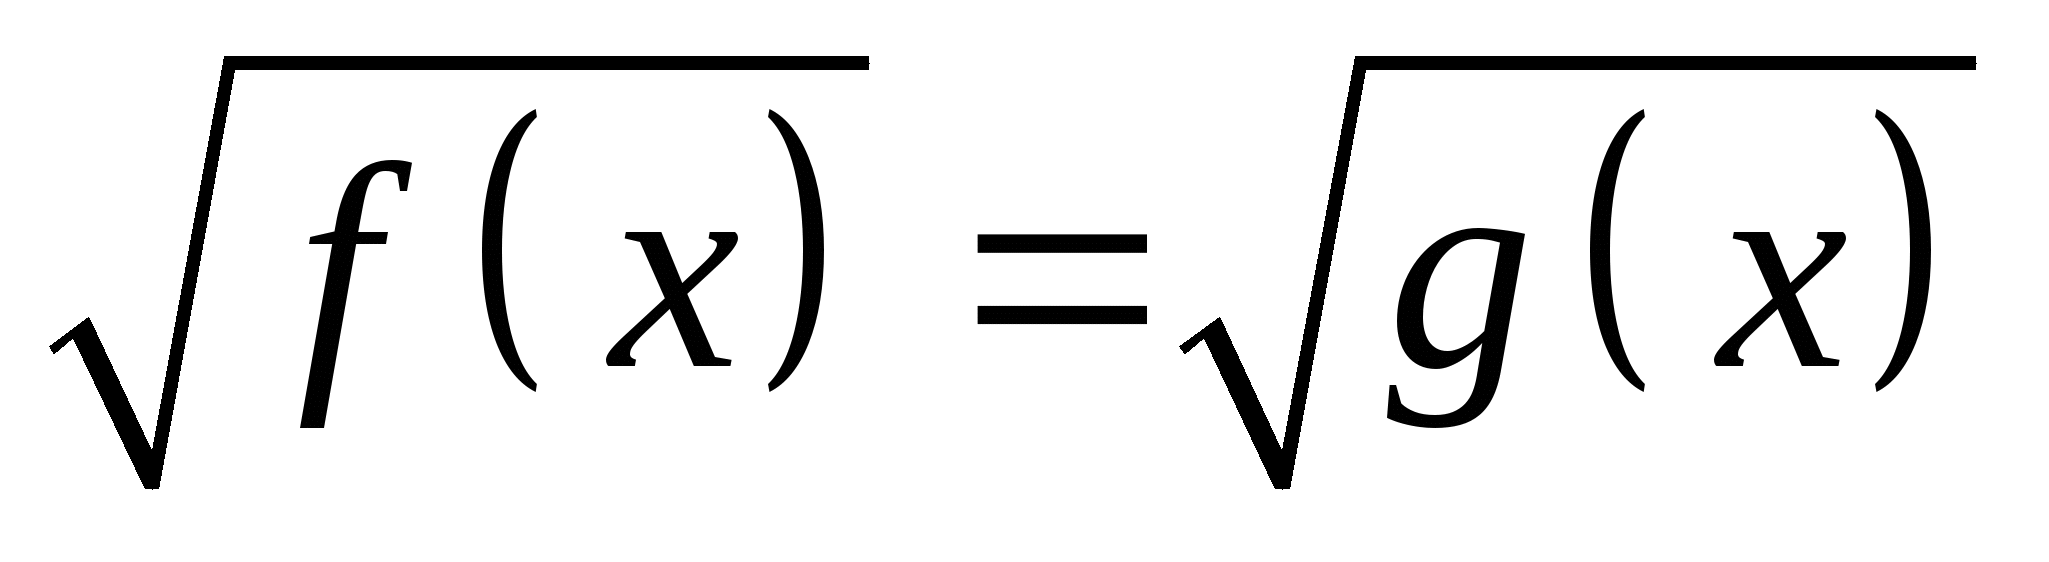 √f(x) = √g(x)